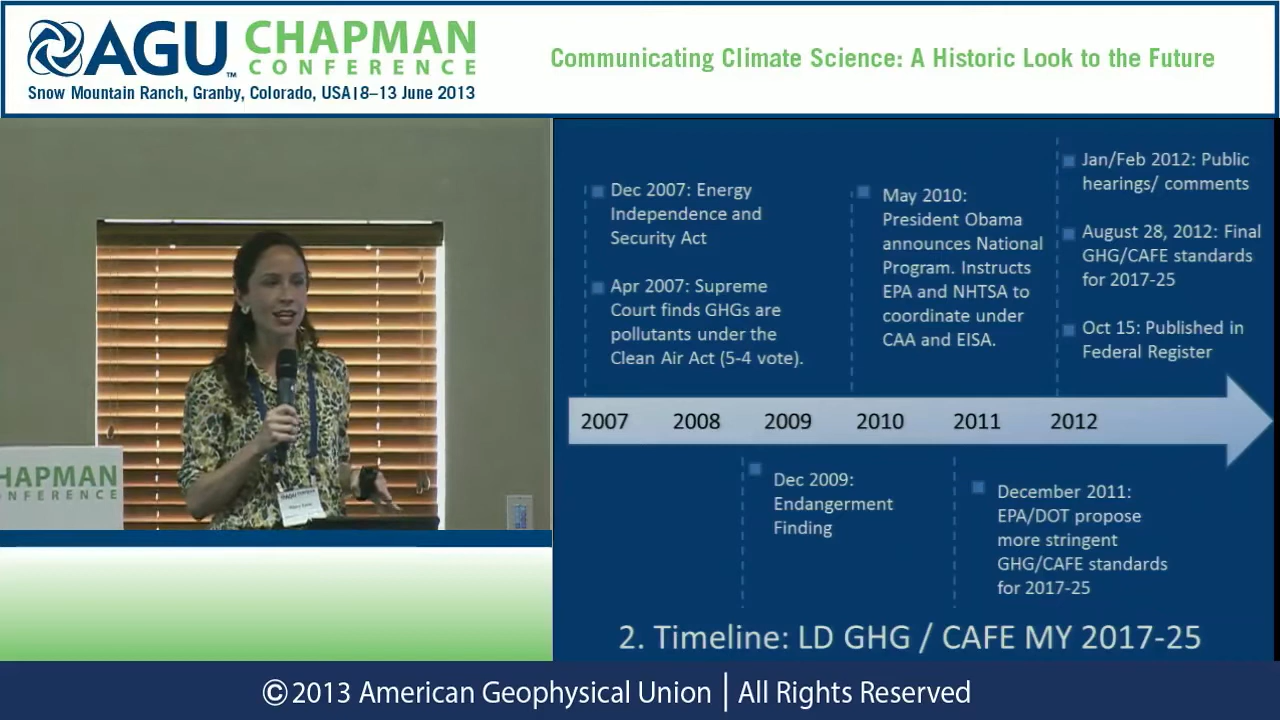 AGU™ CHAPMAN
CONFERENCE
Snow Mountain Ranch, Granby, Colorado, USA|8–13 June 2013
Communicating Climate Science: A Historic Look to the Future
HAPMAN
ONFERENCE
AGU
Dec 2007: Energy
Independence and
Security Act
Apr 2007: Supreme
Court finds GHGs are
pollutants under the
Clean Air Act (5-4 vote).
May 2010:
President Obama
announces National
Program. Instructs
EPA and NHTSA to
coordinate under
CAA and EISA.
Jan/Feb 2012: Public
hearings/ comments
August 28, 2012: Final
GHG/CAFE standards
for 2017-25
Oct 15: Published in
Federal Register
2007 2008 2009 2010 2011 2012
Dec 2009:
Endangerment
Finding
December 2011:
EPA/DOT propose
more stringent
GHG/CAFE standards
for 2017-25
2. Timeline: LD GHG / CAFE MY 2017-25
©2013 American Geophysical Union | All Rights Reserved